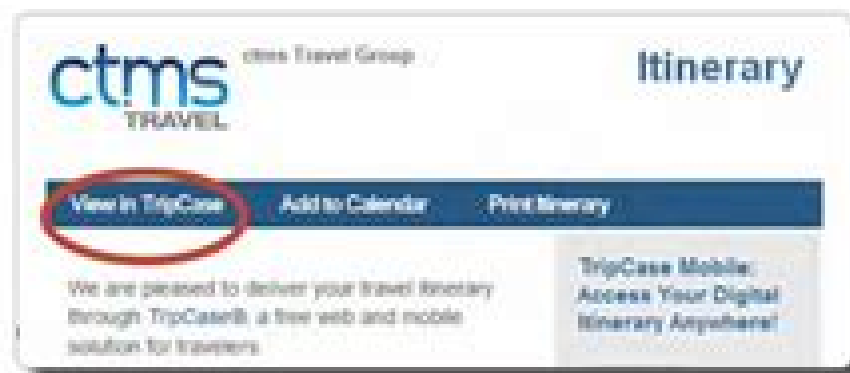 ctms
TRAVEL
ctms Travel Group
Itinerary
View in TripCase
Add to Calendar
Print Itinerary
We are pleased to deliver your travel itinerary
through TripCase®, a free web and mobile
solution for travelers
TripCase Mobile:
Access Your Digital
Itinerary Anywhere!